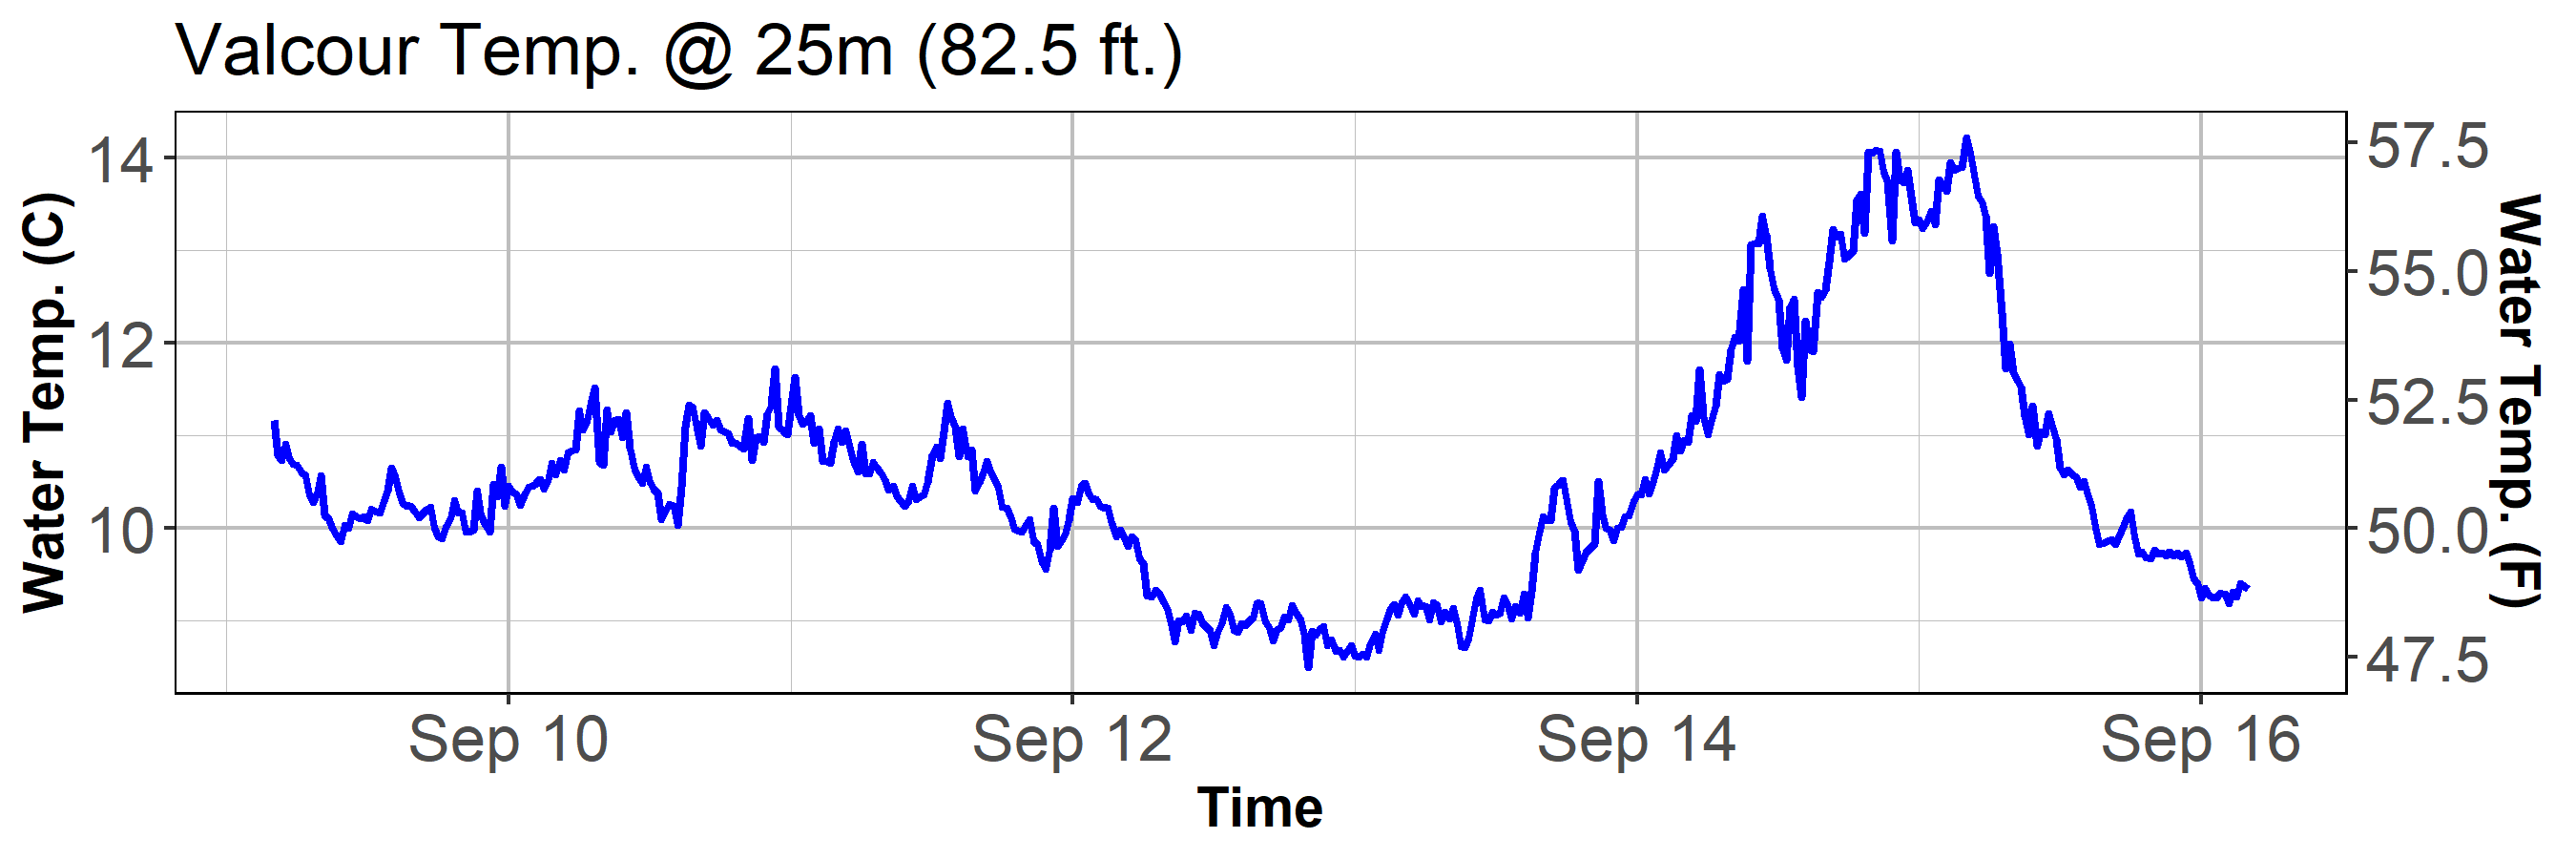 Valcour Temp. @ 25m (82.5 ft.)
Water Temp. (C)
14
12
10
57.5
55.0
52.5
50.0
47.5
Water Temp. (F)
Sep 10
Sep 12
Sep 14
Sep 16
Time